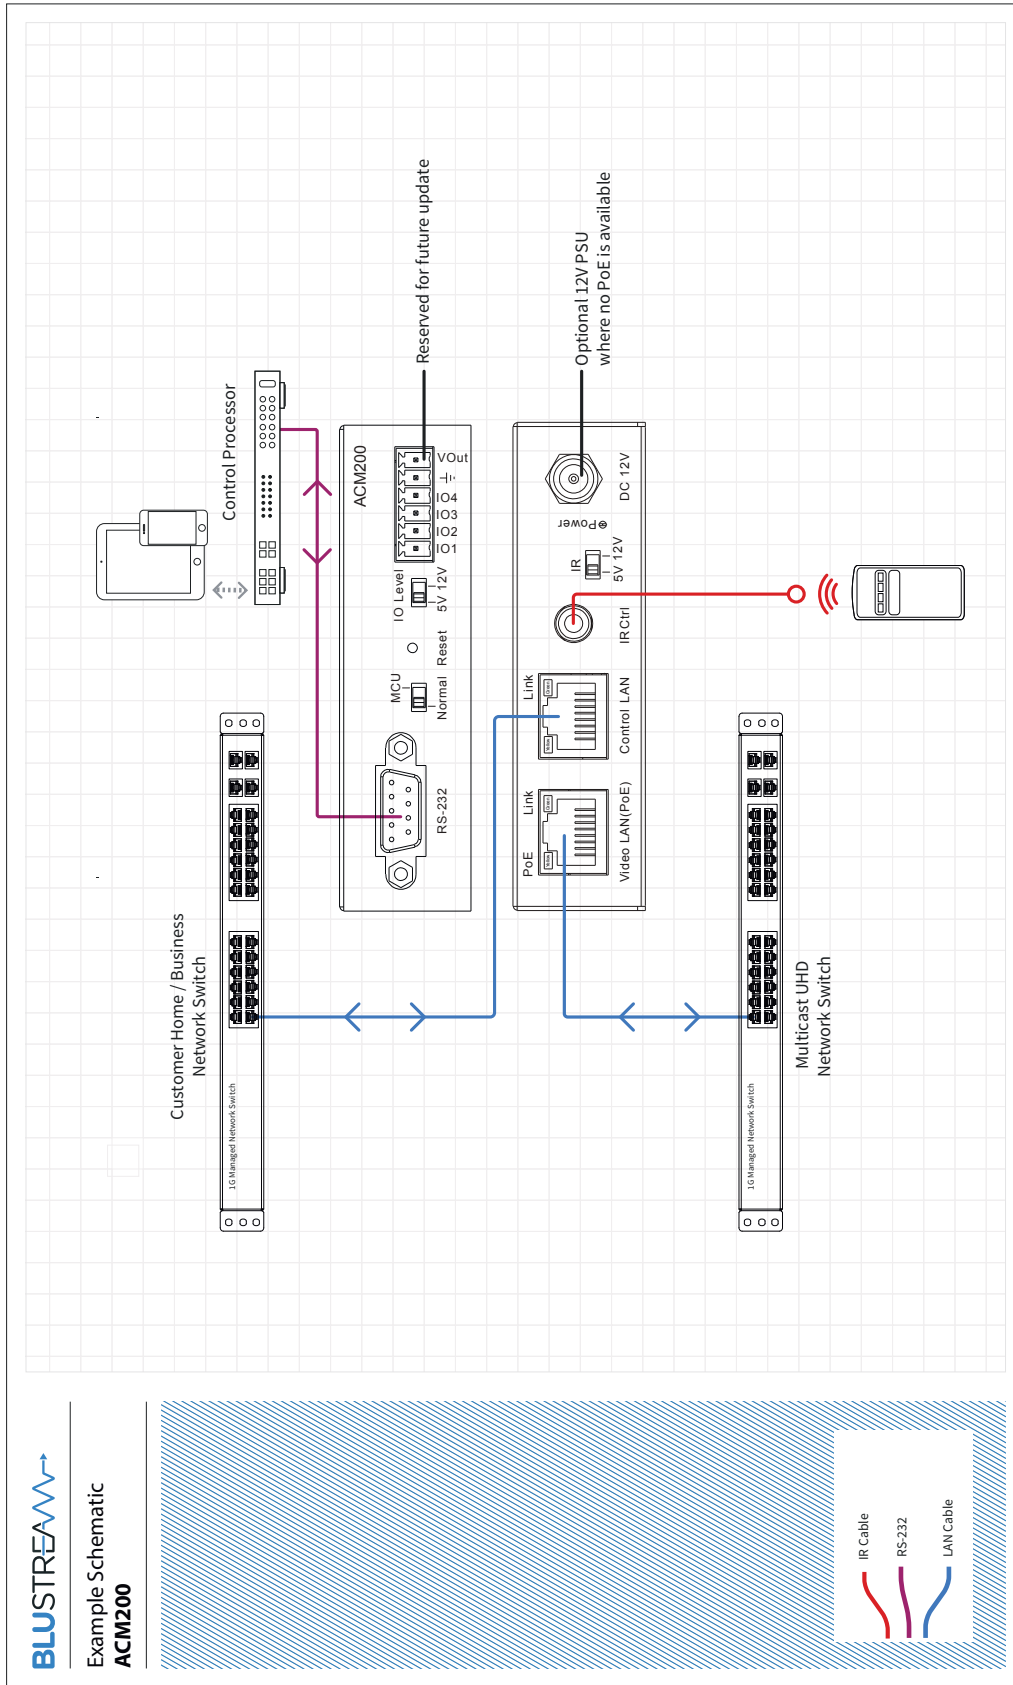 BLUSTREAM
Example Schematic
ACM200
Customer Home / Business
Network Switch
1G Managed Network Switch
Control Processor
ACM200
RS-232
MCU
Normal
Reset
IO Level
5V 12V
IO1 IO2 IO3 IO4 VOut
Reserved for future update
PoE
Link
Video LAN(PoE)
Link
Control LAN
IR Ctrl
IR
5V 12V
Power
DC 12V
Optional 12V PSU
where no PoE is available
Multicast UHD
Network Switch
1G Managed Network Switch
IR Cable
RS-232
LAN Cable